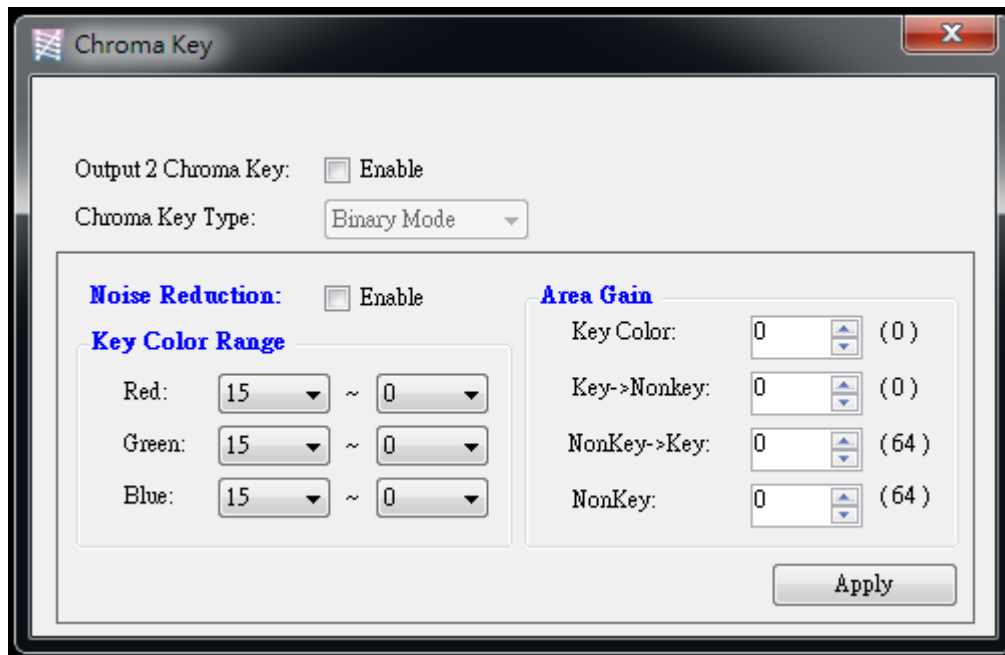 Chroma Key
x
Output 2 Chroma Key: Enable
Chroma Key Type: Binary Mode
Noise Reduction: Enable
Key Color Range
Red: 15 ~ 0
Green: 15 ~ 0
Blue: 15 ~ 0
Area Gain
Key Color: 0 (0)
Key->Nonkey: 0 (0)
NonKey->Key: 0 (64)
NonKey: 0 (64)
Apply